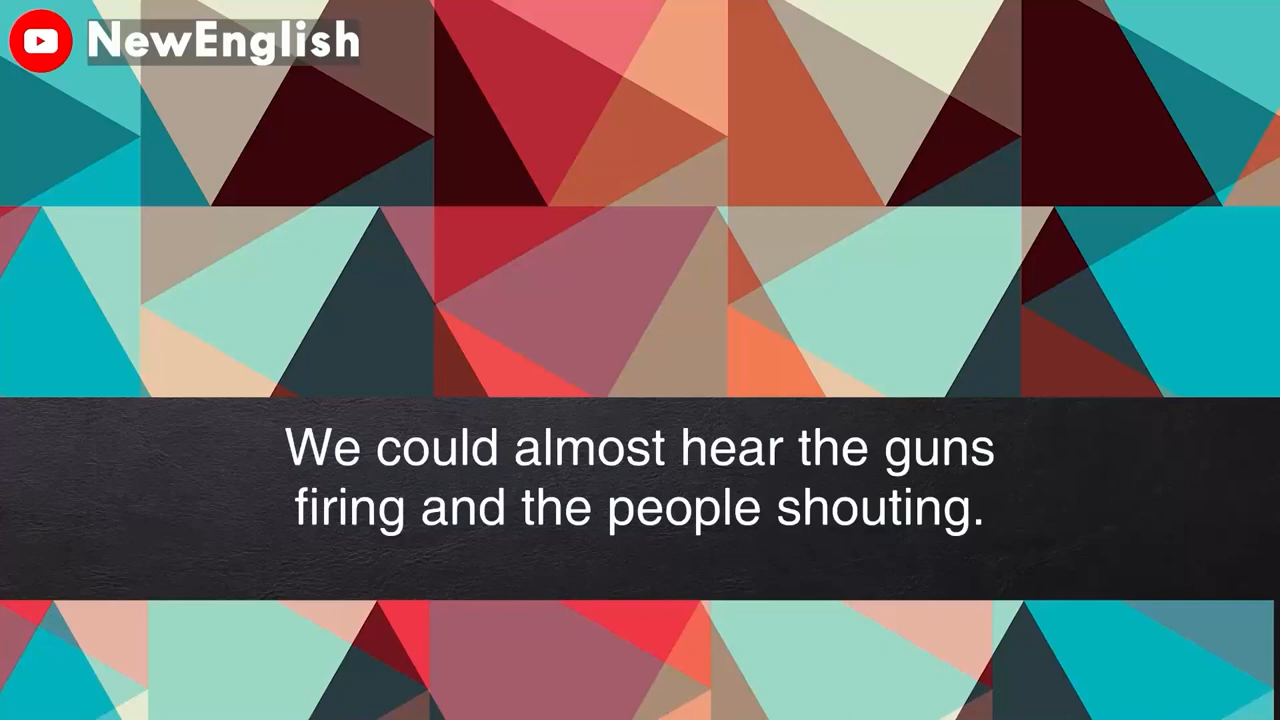 NewEnglish
We could almost hear the guns
firing and the people shouting.